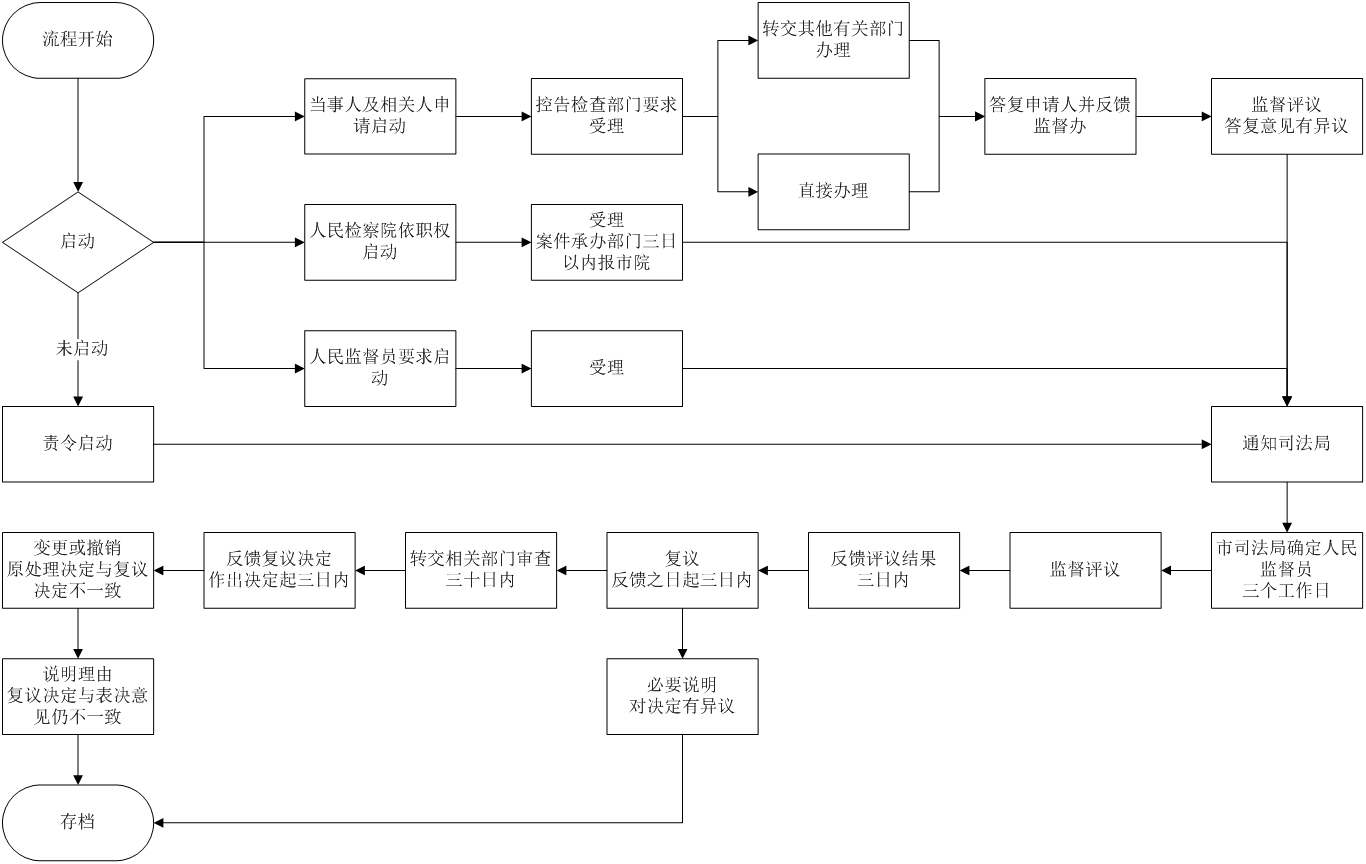 流程开始
转交其他有关部门
办理
当事人及相关人申
请启动
控告检查部门要求
受理
答复申请人并反馈
监督办
监督评议
答复意见有异议
直接办理
启动
人民检察院依职权
启动
受理
案件承办部门三日
以内报市院
未启动
人民监督员要求启
动
受理
责令启动
通知司法局
变更或撤销
原处理决定与复议
决定不一致
反馈复议决定
作出决定起三日内
转交相关部门审查
三十日内
复议
反馈之日起三日内
反馈评议结果
三日内
监督评议
市司法局确定人民
监督员
三个工作日
说明理由
复议决定与表决意
见仍不一致
必要说明
对决定有异议
存档